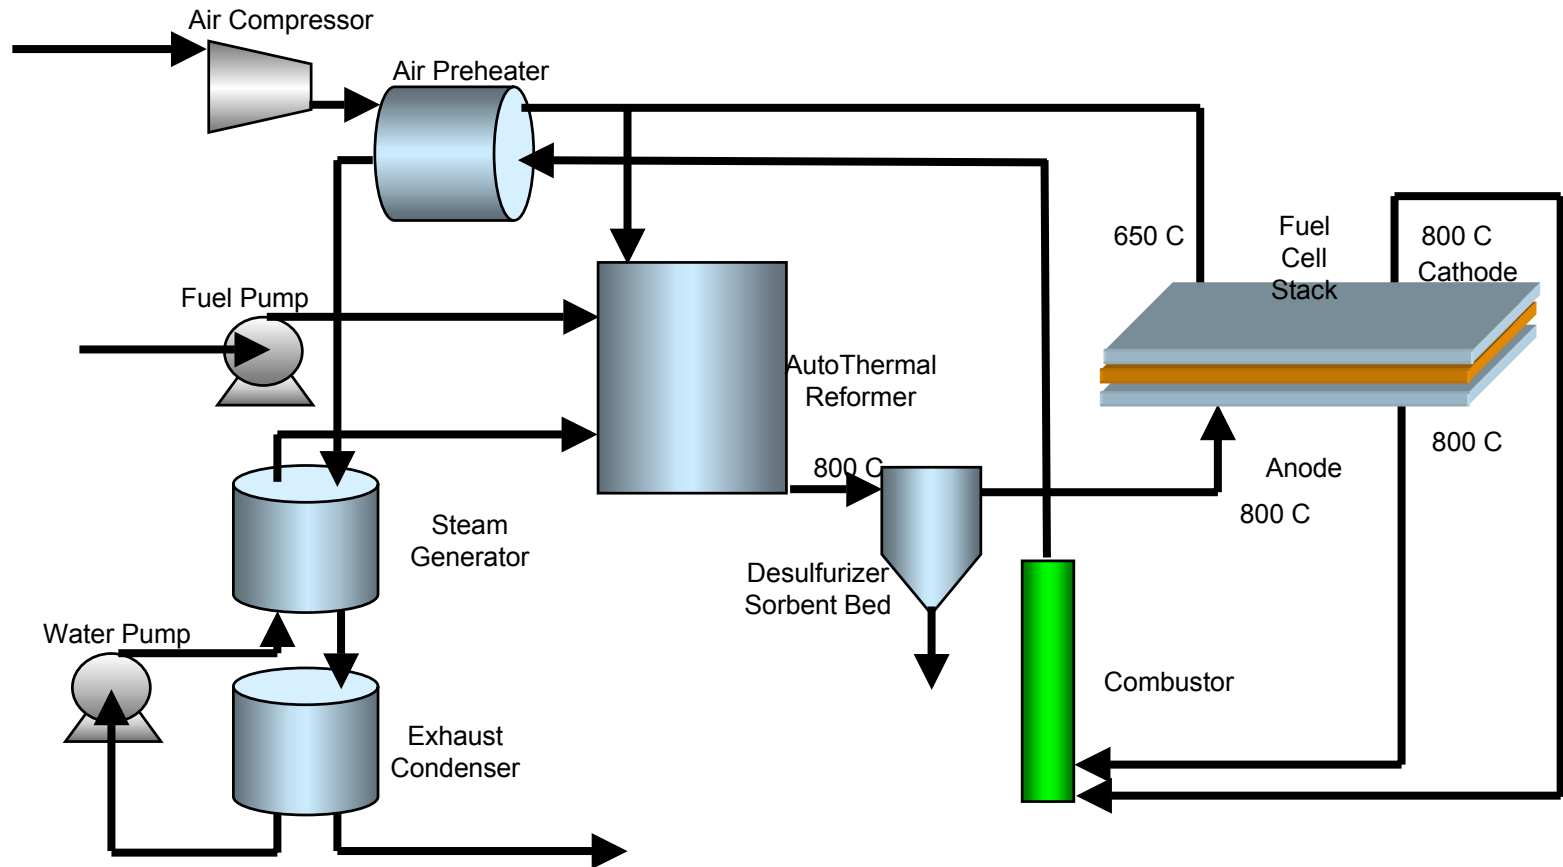 Air Compressor
Air Preheater
650 C
Fuel
Cell
Stack
800 C
Cathode
Fuel Pump
AutoThermal
Reformer
800 C
800 C
Anode
800 C
Steam
Generator
Desulfurizer
Sorbent Bed
Water Pump
Combustor
Exhaust
Condenser